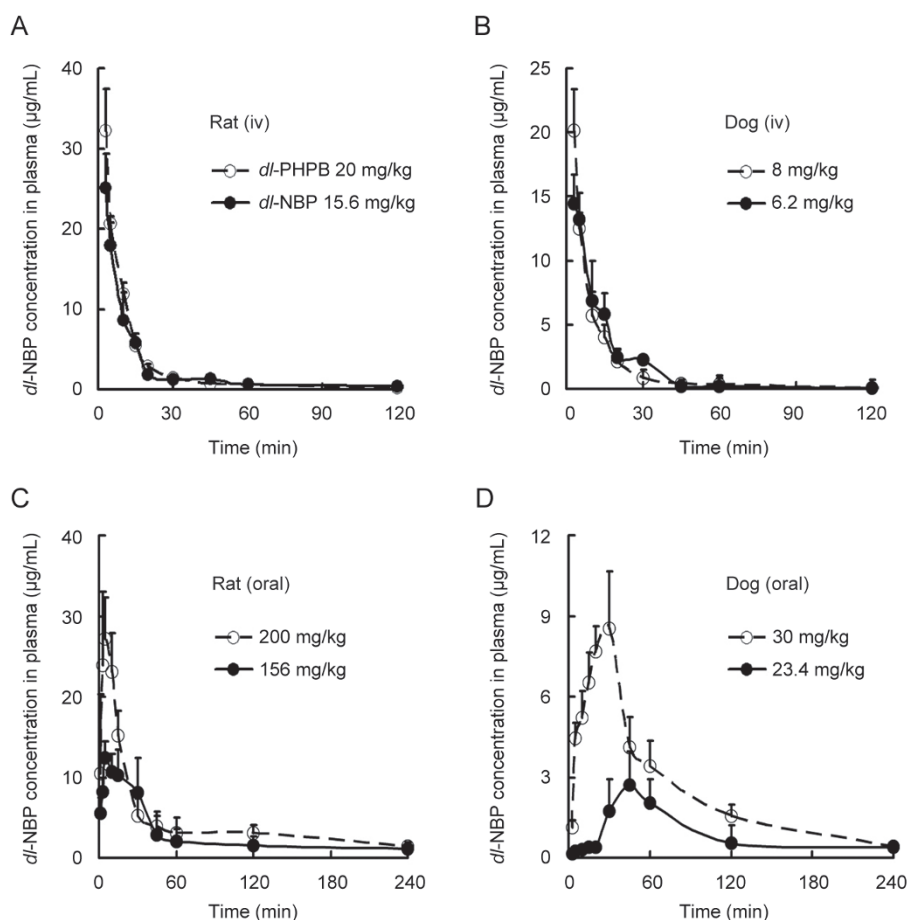 A
dl-NBP concentration in plasma (µg/mL)
40
30
20
10
0
Rat (iv)
dl-PHPB 20 mg/kg
dl-NBP 15.6 mg/kg
0 30 60 90 120
Time (min)
B
dl-NBP concentration in plasma (µg/mL)
25
20
15
10
5
0
Dog (iv)
8 mg/kg
6.2 mg/kg
0 30 60 90 120
Time (min)
C
dl-NBP concentration in plasma (µg/mL)
40
30
20
10
0
Rat (oral)
200 mg/kg
156 mg/kg
0 60 120 180 240
Time (min)
D
dl-NBP concentration in plasma (µg/mL)
12
9
6
3
0
Dog (oral)
30 mg/kg
23.4 mg/kg
0 60 120 180 240
Time (min)